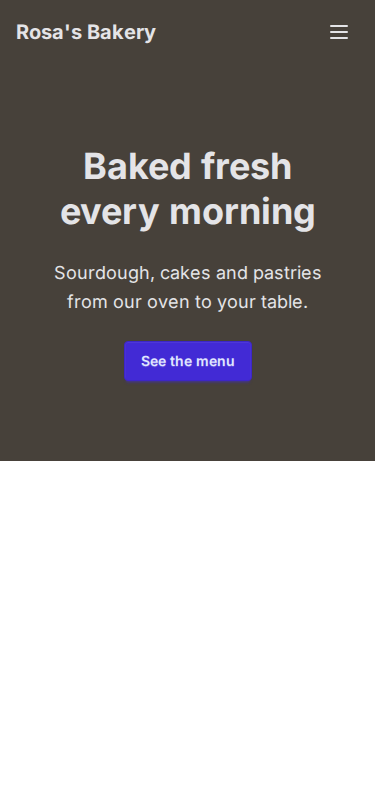 Rosa's Bakery
Baked fresh
every morning
Sourdough, cakes and pastries
from our oven to your table.
See the menu